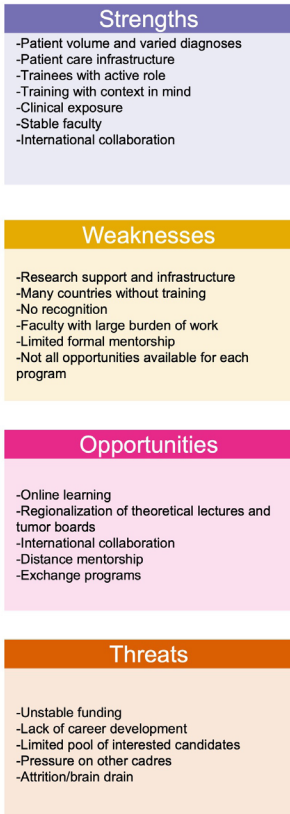 Strengths
-Patient volume and varied diagnoses
-Patient care infrastructure
-Trainees with active role
-Training with context in mind
-Clinical exposure
-Stable faculty
-International collaboration
Weaknesses
-Research support and infrastructure
-Many countries without training
-No recognition
-Faculty with large burden of work
-Limited formal mentorship
-Not all opportunities available for each
program
Opportunities
-Online learning
-Regionalization of theoretical lectures and
tumor boards
-International collaboration
-Distance mentorship
-Exchange programs
Threats
-Unstable funding
-Lack of career development
-Limited pool of interested candidates
-Pressure on other cadres
-Attrition/brain drain